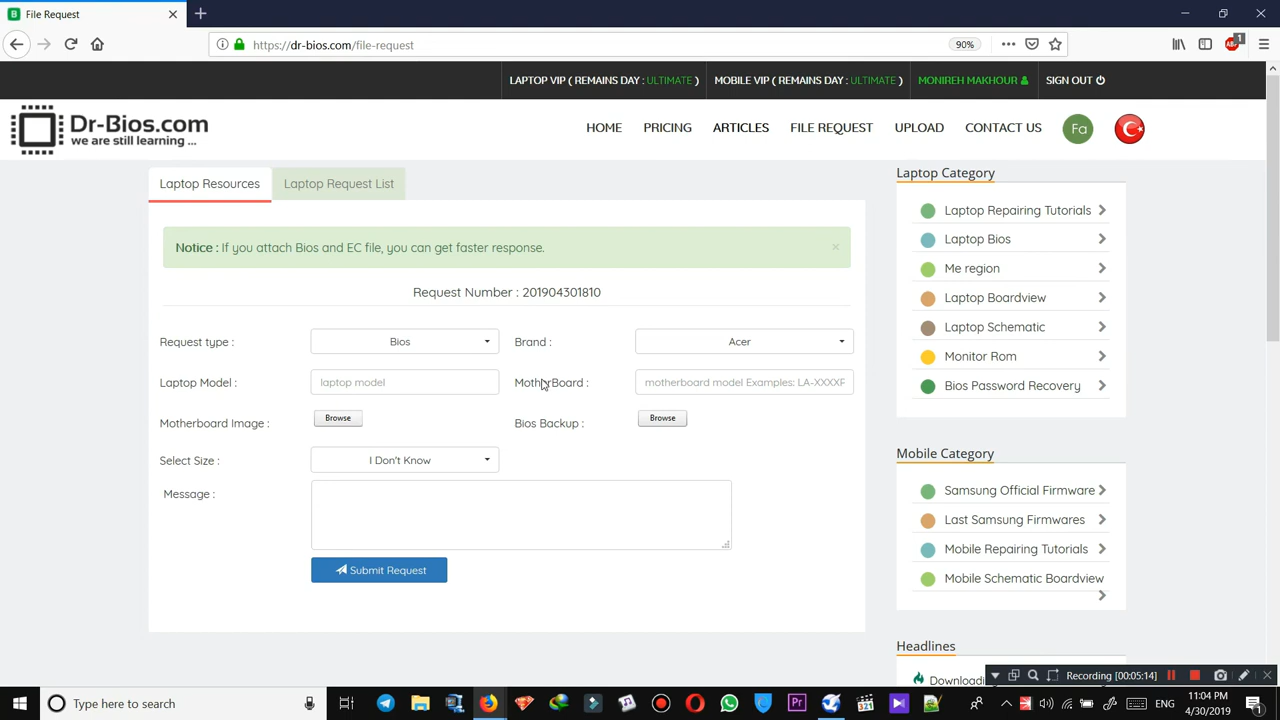 File Request
https://dr-bios.com/file-request
90%
1
LAPTOP VIP ( REMAINS DAY : ULTIMATE )
MOBILE VIP ( REMAINS DAY : ULTIMATE )
MONIREH MAKHOUR
SIGN OUT
Dr-Bios.com
we are still learning ...
HOME
PRICING
ARTICLES
FILE REQUEST
UPLOAD
CONTACT US
Fa
Laptop Resources
Laptop Request List
Notice : If you attach Bios and EC file, you can get faster response.
×
Request Number : 201904301810
Request type :
Bios
Brand :
Acer
Laptop Model :
laptop model
MotherBoard :
motherboard model Examples: LA-XXXXP
Motherboard Image :
Browse
Bios Backup :
Browse
Select Size :
I Don't Know
Message :
Submit Request
Laptop Category
Laptop Repairing Tutorials
Laptop Bios
Me region
Laptop Boardview
Laptop Schematic
Monitor Rom
Bios Password Recovery
Mobile Category
Samsung Official Firmware
Last Samsung Firmwares
Mobile Repairing Tutorials
Mobile Schematic Boardview
Headlines
Recording [00:05:14]
Type here to search
ENG
11:04 PM
4/30/2019